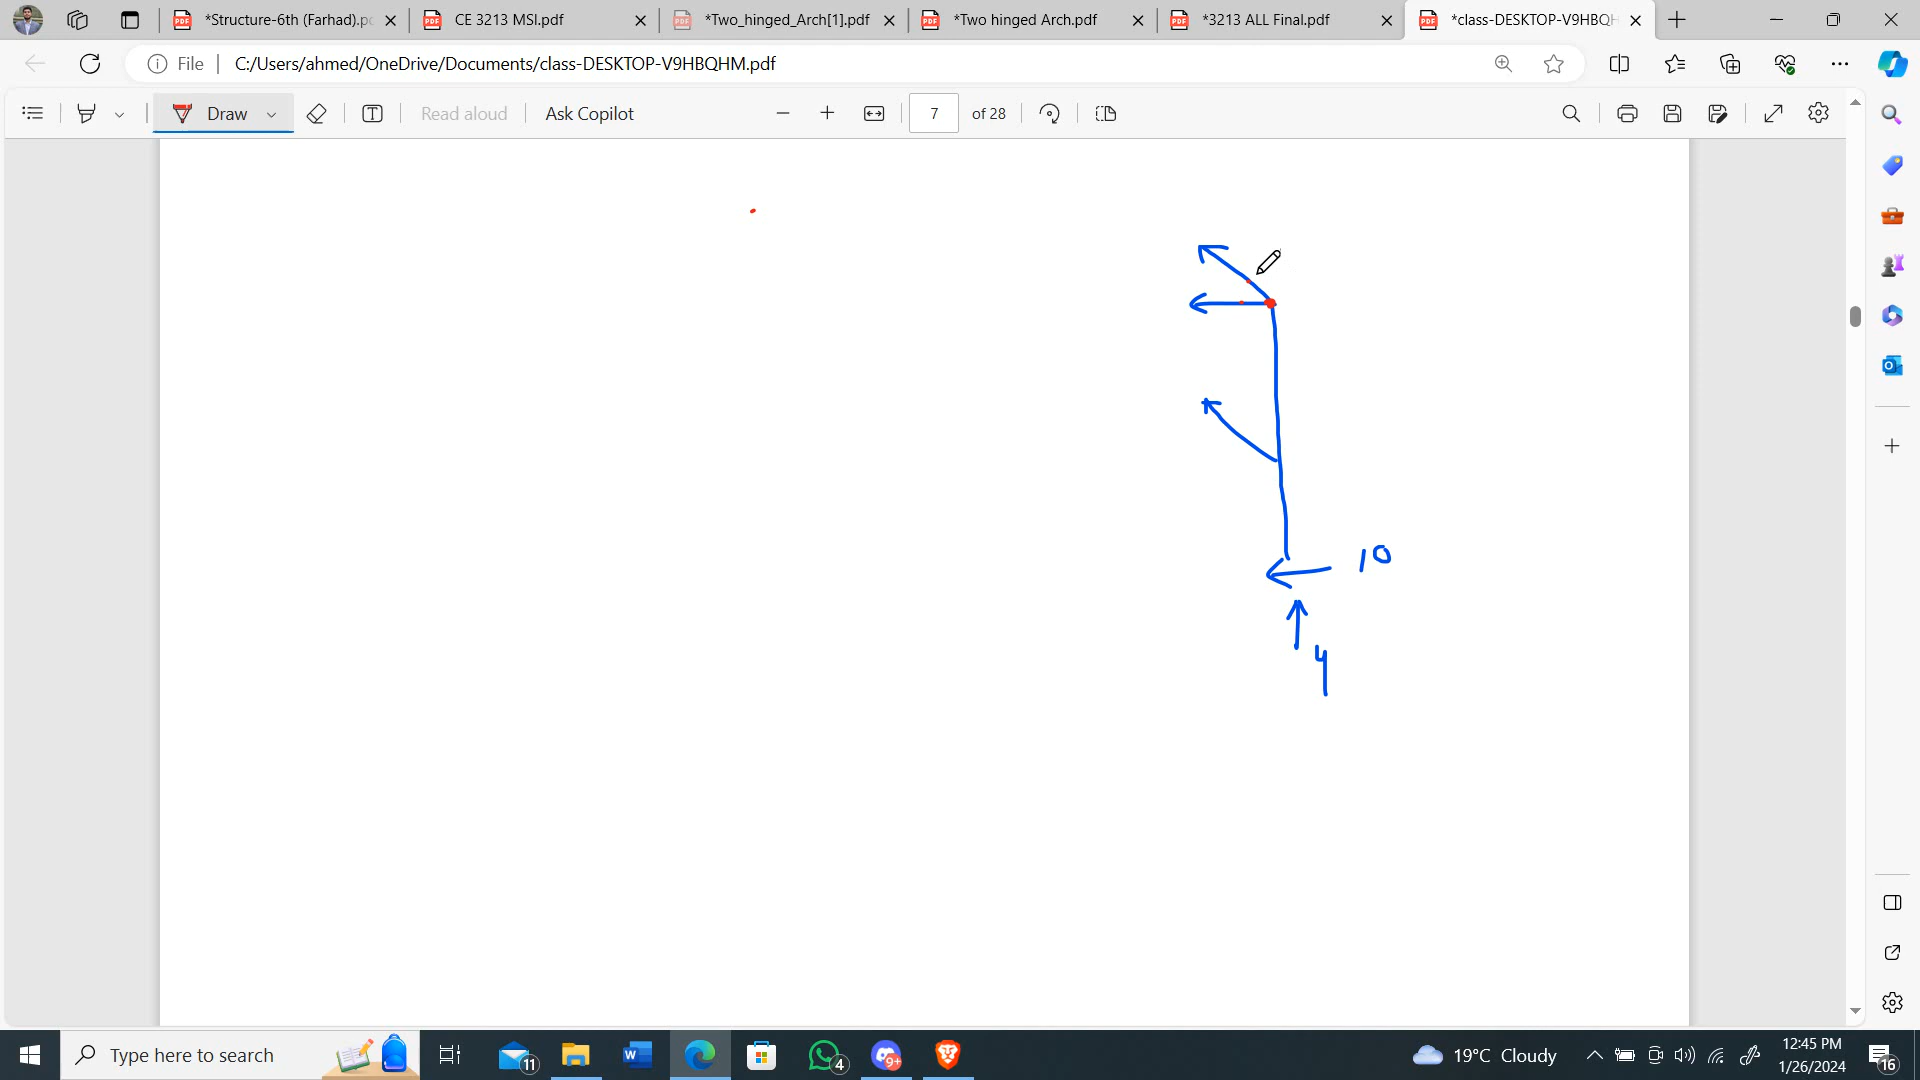 *Structure-6th (Farhad).pc
CE 3213 MSI.pdf
*Two_hinged_Arch[1].pdf
*Two hinged Arch.pdf
*3213 ALL Final.pdf
*class-DESKTOP-V9HBQH
File
C:/Users/ahmed/OneDrive/Documents/class-DESKTOP-V9HBQHM.pdf
Draw
Read aloud
Ask Copilot
7
of 28
10
4
Type here to search
11
4
9+
19°C Cloudy
12:45 PM
1/26/2024
16